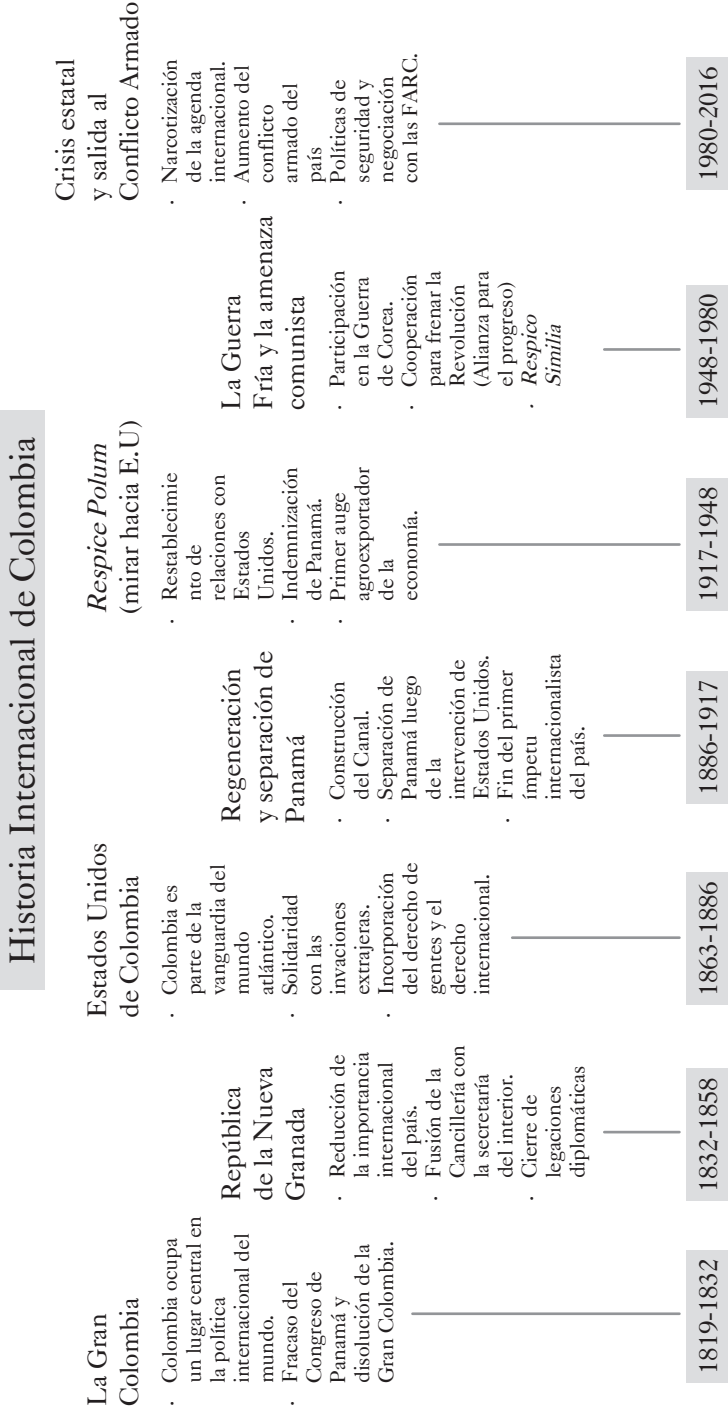 Historia Internacional de Colombia
La Gran
Colombia
· Colombia ocupa
un lugar central en
la política
internacional del
mundo.
· Fracaso del
Congreso de
Panamá y
disolución de la
Gran Colombia.
1819-1832
República
de la Nueva
Granada
· Reducción de
la importancia
internacional
del país.
· Fusión de la
Cancillería con
la secretaría
del interior.
· Cierre de
legaciones
diplomáticas
1832-1858
Estados Unidos
de Colombia
· Colombia es
parte de la
vanguardia del
mundo
atlántico.
· Solidaridad
con las
invaciones
extrajeras.
· Incorporación
del derecho de
gentes y el
derecho
internacional.
1863-1886
Regeneración
y separación de
Panamá
· Construcción
del Canal.
· Separación de
Panamá luego
de la
intervención de
Estados Unidos.
· Fin del primer
ímpetu
internacionalista
del país.
1886-1917
Respice Polum
(mirar hacia E.U)
· Restablecimie
nto de
relaciones con
Estados
Unidos.
· Indemnización
de Panamá.
· Primer auge
agroexportador
de la
economía.
1917-1948
La Guerra
Fría y la amenaza
comunista
· Participación
en la Guerra
de Corea.
· Cooperación
para frenar la
Revolución
(Alianza para
el progreso)
· Respico
Similia
1948-1980
Crisis estatal
y salida al
Conflicto Armado
· Narcotización
de la agenda
internacional.
· Aumento del
conflicto
armado del
país
· Políticas de
seguridad y
negociación
con las FARC.
1980-2016